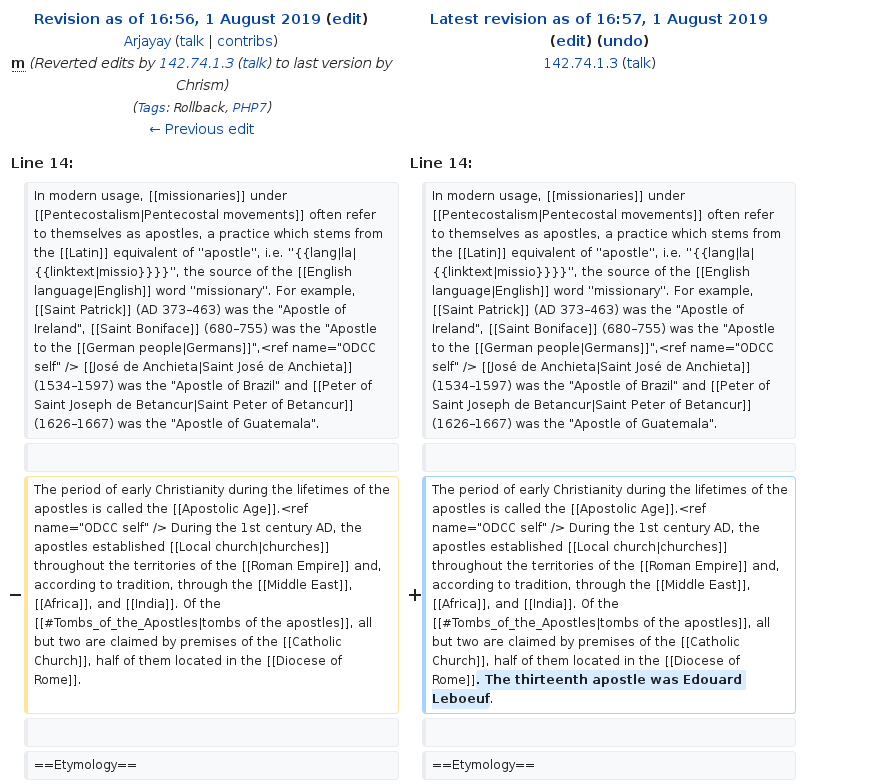 Revision as of 16:56, 1 August 2019 (edit)
Arjayay (talk | contribs)
m (Reverted edits by 142.74.1.3 (talk) to last version by
Chrism)
(Tags: Rollback, PHP7)
← Previous edit
Latest revision as of 16:57, 1 August 2019
(edit) (undo)
142.74.1.3 (talk)
Line 14:
In modern usage, [[missionaries]] under
[[Pentecostalism|Pentecostal movements]] often refer
to themselves as apostles, a practice which stems from
the [[Latin]] equivalent of ''apostle'', i.e. ''{{lang|la|
{{linktext|missio}}}}'', the source of the [[English
language|English]] word ''missionary''. For example,
[[Saint Patrick]] (AD 373–463) was the "Apostle of
Ireland", [[Saint Boniface]] (680–755) was the "Apostle
to the [[German people|Germans]]",<ref name="ODCC
self" /> [[José de Anchieta|Saint José de Anchieta]]
(1534–1597) was the "Apostle of Brazil" and [[Peter of
Saint Joseph de Betancur|Saint Peter of Betancur]]
(1626–1667) was the "Apostle of Guatemala".
− The period of early Christianity during the lifetimes of the
apostles is called the [[Apostolic Age]].<ref
name="ODCC self" /> During the 1st century AD, the
apostles established [[Local church|churches]]
throughout the territories of the [[Roman Empire]] and,
according to tradition, through the [[Middle East]],
[[Africa]], and [[India]]. Of the
[[#Tombs_of_the_Apostles|tombs of the apostles]], all
but two are claimed by premises of the [[Catholic
Church]], half of them located in the [[Diocese of
Rome]].
==Etymology==
Line 14:
In modern usage, [[missionaries]] under
[[Pentecostalism|Pentecostal movements]] often refer
to themselves as apostles, a practice which stems from
the [[Latin]] equivalent of ''apostle'', i.e. ''{{lang|la|
{{linktext|missio}}}}'', the source of the [[English
language|English]] word ''missionary''. For example,
[[Saint Patrick]] (AD 373–463) was the "Apostle of
Ireland", [[Saint Boniface]] (680–755) was the "Apostle
to the [[German people|Germans]]",<ref name="ODCC
self" /> [[José de Anchieta|Saint José de Anchieta]]
(1534–1597) was the "Apostle of Brazil" and [[Peter of
Saint Joseph de Betancur|Saint Peter of Betancur]]
(1626–1667) was the "Apostle of Guatemala".
+ The period of early Christianity during the lifetimes of the
apostles is called the [[Apostolic Age]].<ref
name="ODCC self" /> During the 1st century AD, the
apostles established [[Local church|churches]]
throughout the territories of the [[Roman Empire]] and,
according to tradition, through the [[Middle East]],
[[Africa]], and [[India]]. Of the
[[#Tombs_of_the_Apostles|tombs of the apostles]], all
but two are claimed by premises of the [[Catholic
Church]], half of them located in the [[Diocese of
Rome]]. The thirteenth apostle was Edouard
Leboeuf.
==Etymology==